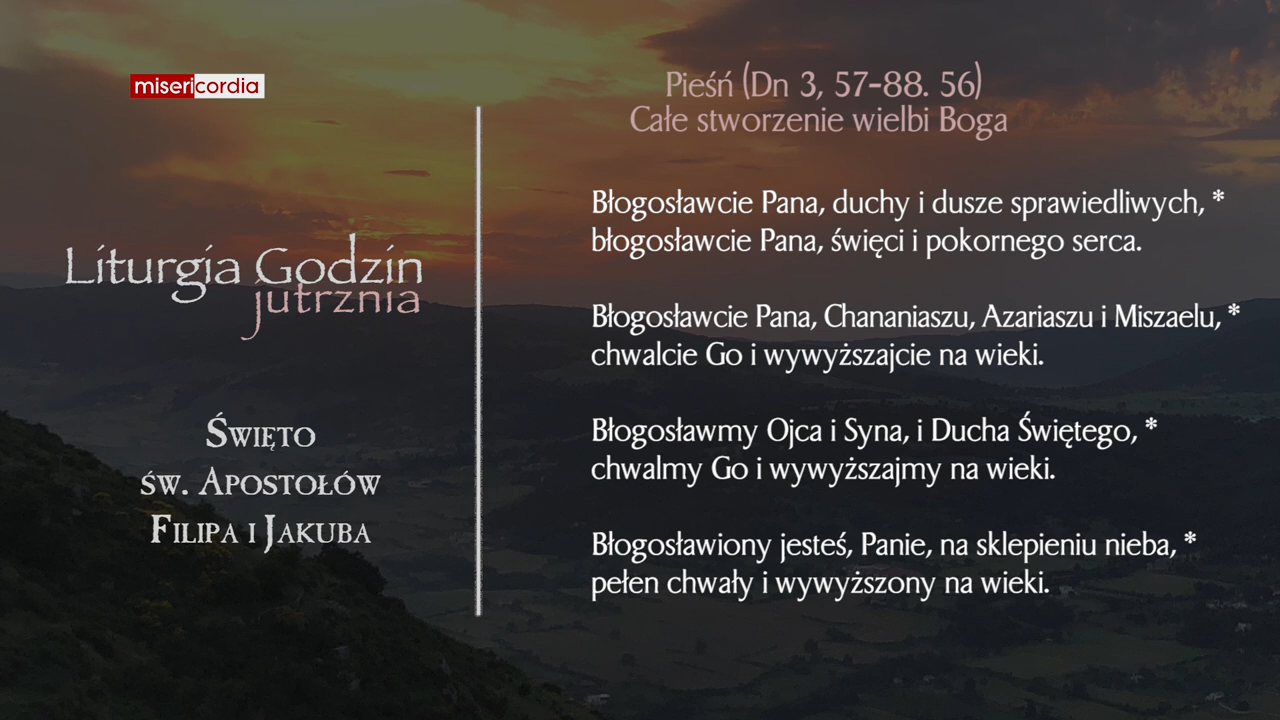 misericordia
Liturgia Godzin
jutrznia
Święto
św. Apostołów
Filipa i Jakuba
Pieśń (Dn 3, 57-88. 56)
Całe stworzenie wielbi Boga
Błogosławcie Pana, duchy i dusze sprawiedliwych, *
błogosławcie Pana, święci i pokornego serca.
Błogosławcie Pana, Chananiaszu, Azariaszu i Miszaelu, *
chwalcie Go i wywyższajcie na wieki.
Błogosławmy Ojca i Syna, i Ducha Świętego, *
chwalmy Go i wywyższajmy na wieki.
Błogosławiony jesteś, Panie, na sklepieniu nieba, *
pełen chwały i wywyższony na wieki.